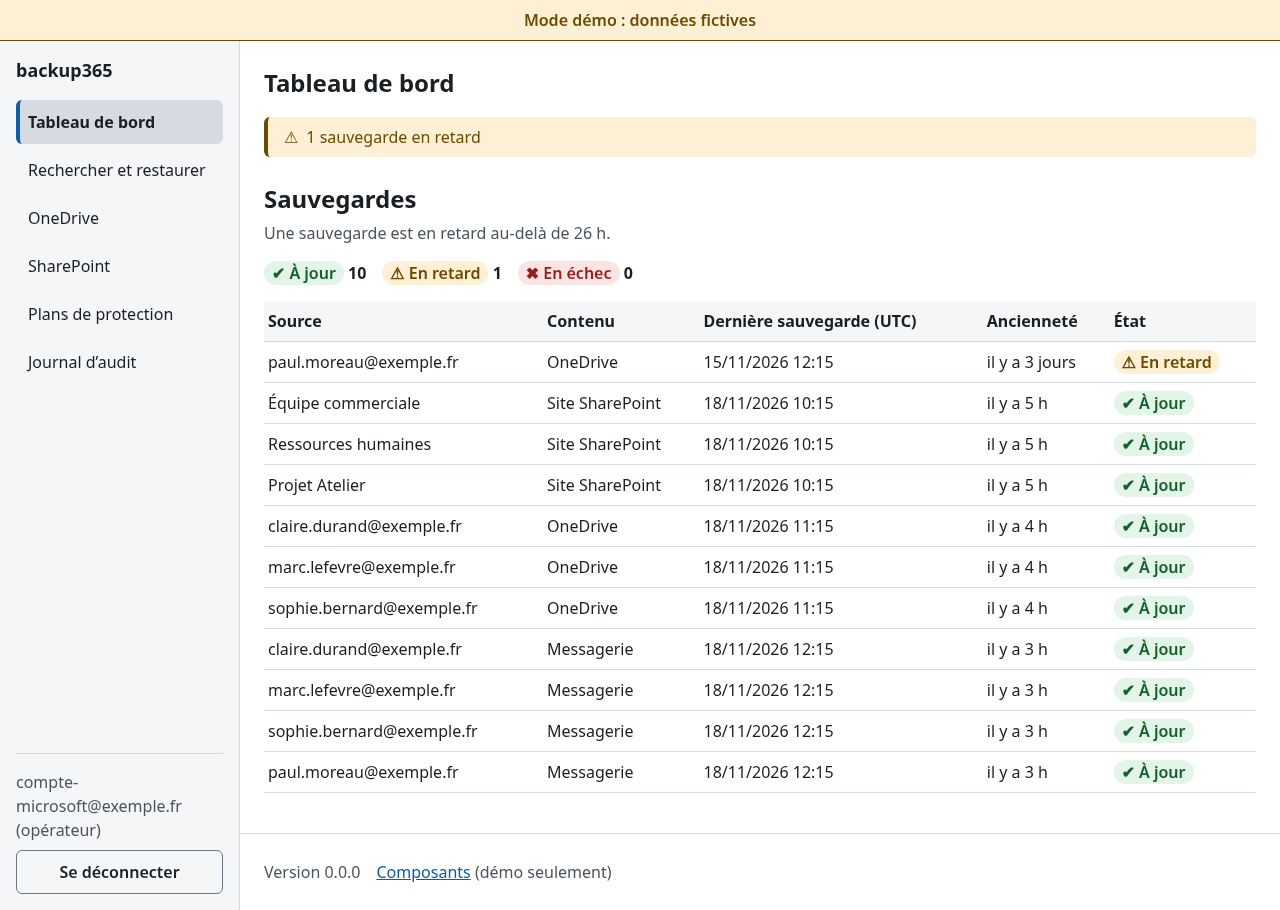 Mode démo : données fictives
backup365
Tableau de bord
Rechercher et restaurer
OneDrive
SharePoint
Plans de protection
Journal d’audit
compte-
microsoft@exemple.fr
(opérateur)
Se déconnecter
Tableau de bord
⚠ 1 sauvegarde en retard
Sauvegardes
Une sauvegarde est en retard au-delà de 26 h.
✔ À jour 10 ⚠ En retard 1 ✖ En échec 0
Source Contenu Dernière sauvegarde (UTC) Ancienneté État
paul.moreau@exemple.fr OneDrive 15/11/2026 12:15 il y a 3 jours ⚠ En retard
Équipe commerciale Site SharePoint 18/11/2026 10:15 il y a 5 h ✔ À jour
Ressources humaines Site SharePoint 18/11/2026 10:15 il y a 5 h ✔ À jour
Projet Atelier Site SharePoint 18/11/2026 10:15 il y a 5 h ✔ À jour
claire.durand@exemple.fr OneDrive 18/11/2026 11:15 il y a 4 h ✔ À jour
marc.lefevre@exemple.fr OneDrive 18/11/2026 11:15 il y a 4 h ✔ À jour
sophie.bernard@exemple.fr OneDrive 18/11/2026 11:15 il y a 4 h ✔ À jour
claire.durand@exemple.fr Messagerie 18/11/2026 12:15 il y a 3 h ✔ À jour
marc.lefevre@exemple.fr Messagerie 18/11/2026 12:15 il y a 3 h ✔ À jour
sophie.bernard@exemple.fr Messagerie 18/11/2026 12:15 il y a 3 h ✔ À jour
paul.moreau@exemple.fr Messagerie 18/11/2026 12:15 il y a 3 h ✔ À jour
Version 0.0.0 Composants (démo seulement)